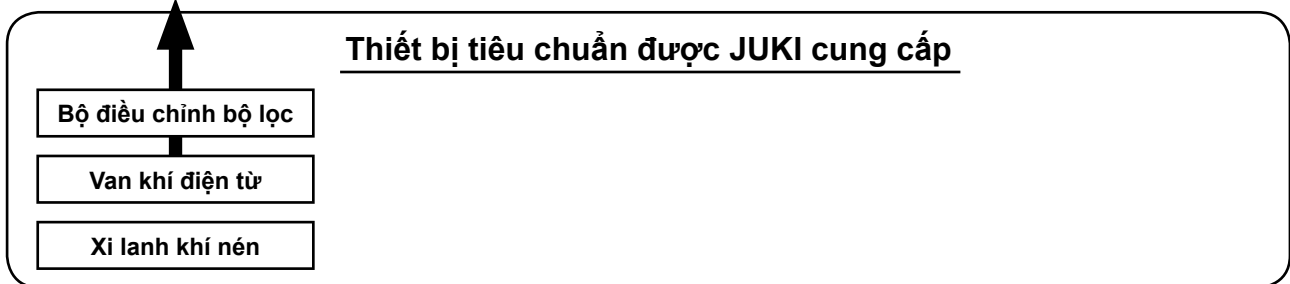 Thiết bị tiêu chuẩn được JUKI cung cấp
Bộ điều chỉnh bộ lọc
Van khí điện từ
Xi lanh khí nén